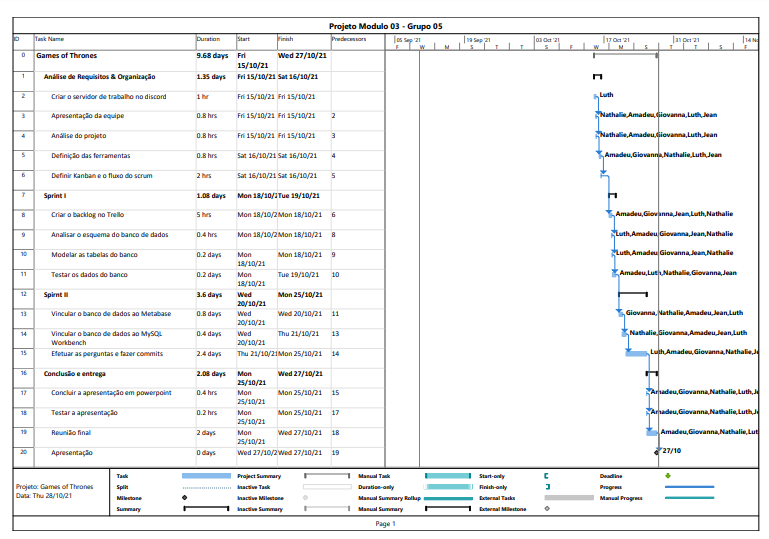 Projeto Modulo 03 - Grupo 05
ID Task Name Duration Start Finish Predecessors 05 Sep '21 19 Sep '21 03 Oct '21 17 Oct '21 31 Oct '21 14 No
F W M S T F W M S T F
0 Games of Thrones 9.68 days Fri 15/10/21 Wed 27/10/21
1 Análise de Requisitos & Organização 1.35 days Fri 15/10/21 Sat 16/10/21
2 Criar o servidor de trabalho no discord 1 hr Fri 15/10/21 Fri 15/10/21 Luth
3 Apresentação da equipe 0.8 hrs Fri 15/10/21 Fri 15/10/21 2 Nathalie,Amadeu,Giovanna,Luth,Jean
4 Análise do projeto 0.8 hrs Fri 15/10/21 Fri 15/10/21 3 Nathalie,Amadeu,Giovanna,Luth,Jean
5 Definição das ferramentas 0.8 hrs Sat 16/10/21 Sat 16/10/21 4 Amadeu,Giovanna,Nathalie,Luth,Jean
6 Definir Kanban e o fluxo do scrum 2 hrs Sat 16/10/21 Sat 16/10/21 5
7 Sprint I 1.08 days Mon 18/10/2 Tue 19/10/21
8 Criar o backlog no Trello 5 hrs Mon 18/10/2 Mon 18/10/21 6 Amadeu,Giovanna,Jean,Luth,Nathalie
9 Analisar o esquema do banco de dados 0.4 hrs Mon 18/10/2 Mon 18/10/21 8 Luth,Amadeu,Giovanna,Jean,Nathalie
10 Modelar as tabelas do banco 0.2 days Mon 18/10/21 Mon 18/10/21 9 Luth,Amadeu,Giovanna,Jean,Nathalie
11 Testar os dados do banco 0.2 days Mon 18/10/21 Tue 19/10/21 10 Amadeu,Luth,Nathalie,Giovanna,Jean
12 Spirnt II 3.6 days Wed 20/10/21 Mon 25/10/21
13 Vincular o banco de dados ao Metabase 0.8 days Wed 20/10/21 Wed 20/10/21 11 Giovanna,Nathalie,Amadeu,Jean,Luth
14 Vincular o banco de dados ao MySQL Workbench 0.4 days Wed 20/10/21 Thu 21/10/21 13 Nathalie,Giovanna,Amadeu,Jean,Luth
15 Efetuar as perguntas e fazer commits 2.4 days Thu 21/10/21 Mon 25/10/21 14 Luth,Amadeu,Giovanna,Nathalie,Je
16 Conclusão e entrega 2.08 days Mon 25/10/21 Wed 27/10/21
17 Concluir a apresentação em powerpoint 0.4 hrs Mon 25/10/21 Mon 25/10/21 15 Amadeu,Giovanna,Nathalie,Luth,Je
18 Testar a apresentação 0.2 hrs Mon 25/10/21 Mon 25/10/21 17 Amadeu,Giovanna,Nathalie,Luth,Je
19 Reunião final 2 days Mon 25/10/21 Wed 27/10/21 18 Amadeu,Giovanna,Nathalie,Lut
20 Apresentação 0 days Wed 27/10/2 Wed 27/10/21 19 27/10
Projeto: Games of Thrones
Data: Thu 28/10/21
Task Project Summary Manual Task Start-only Deadline
Split Inactive Task Duration-only Finish-only Progress
Milestone Inactive Milestone Manual Summary Rollup External Tasks Manual Progress
Summary Inactive Summary Manual Summary External Milestone
Page 1